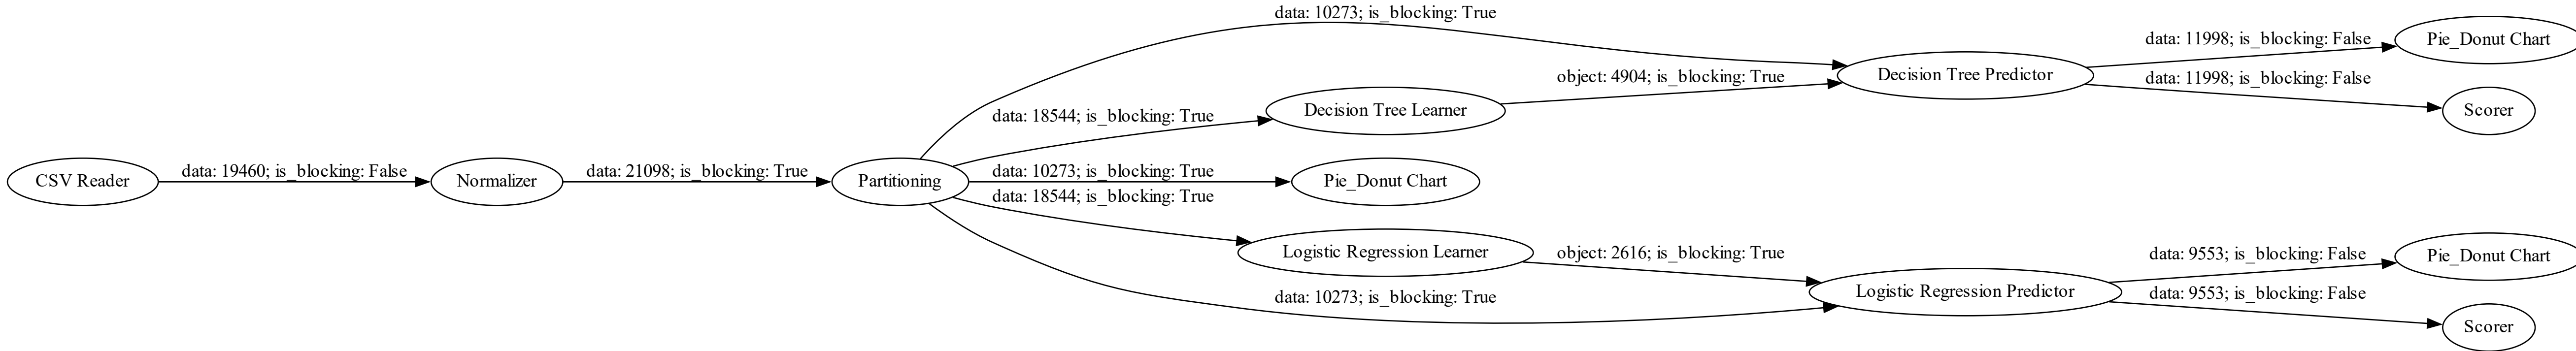 data: 10273; is_blocking: True
data: 11998; is_blocking: False
Pie_Donut Chart
Decision Tree Predictor
object: 4904; is_blocking: True
data: 11998; is_blocking: False
Scorer
Decision Tree Learner
data: 18544; is_blocking: True
CSV Reader
data: 19460; is_blocking: False
Normalizer
data: 21098; is_blocking: True
Partitioning
data: 10273; is_blocking: True
Pie_Donut Chart
data: 18544; is_blocking: True
Logistic Regression Learner
object: 2616; is_blocking: True
data: 9553; is_blocking: False
Pie_Donut Chart
Logistic Regression Predictor
data: 10273; is_blocking: True
data: 9553; is_blocking: False
Scorer